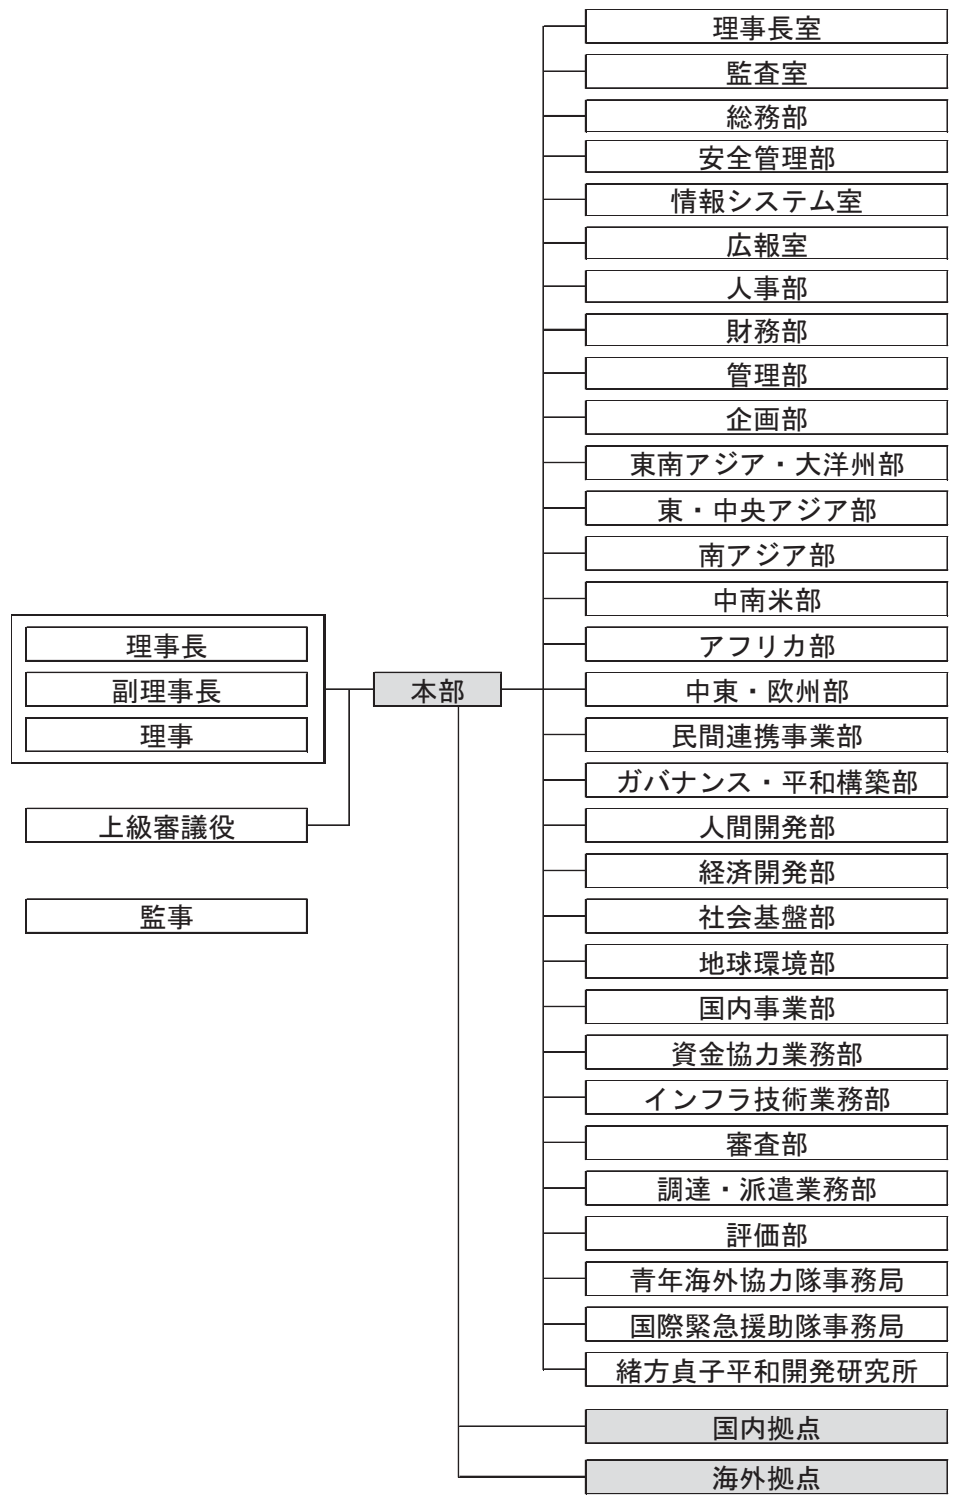 理事長
副理事長
理事
上級審議役
監事
本部
理事長室
監査室
総務部
安全管理部
情報システム室
広報室
人事部
財務部
管理部
企画部
東南アジア・大洋州部
東・中央アジア部
南アジア部
中南米部
アフリカ部
中東・欧州部
民間連携事業部
ガバナンス・平和構築部
人間開発部
経済開発部
社会基盤部
地球環境部
国内事業部
資金協力業務部
インフラ技術業務部
審査部
調達・派遣業務部
評価部
青年海外協力隊事務局
国際緊急援助隊事務局
緒方貞子平和開発研究所
国内拠点
海外拠点